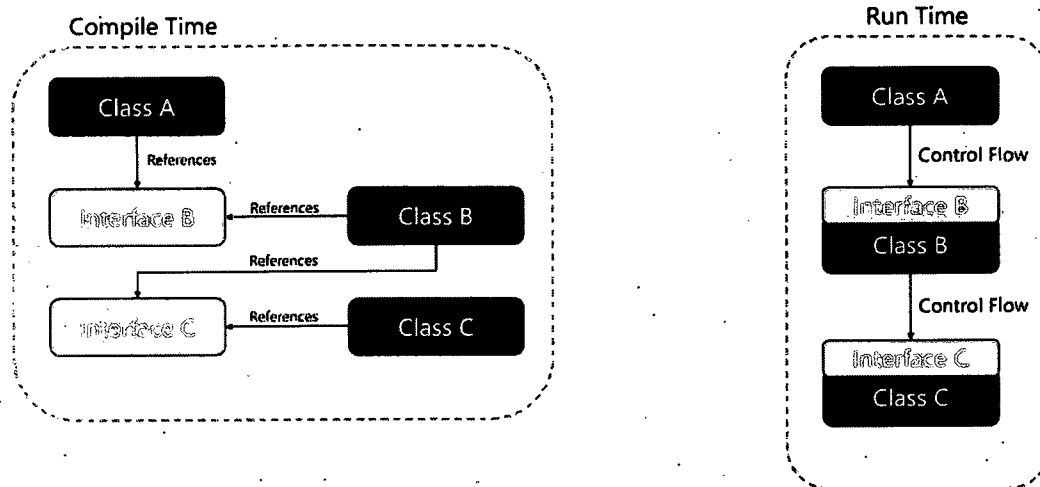 Compile Time
Class A
References
Interface B
References
Class B
References
Interface C
References
Class C
Run Time
Class A
Control Flow
Interface B
Class B
Control Flow
Interface C
Class C